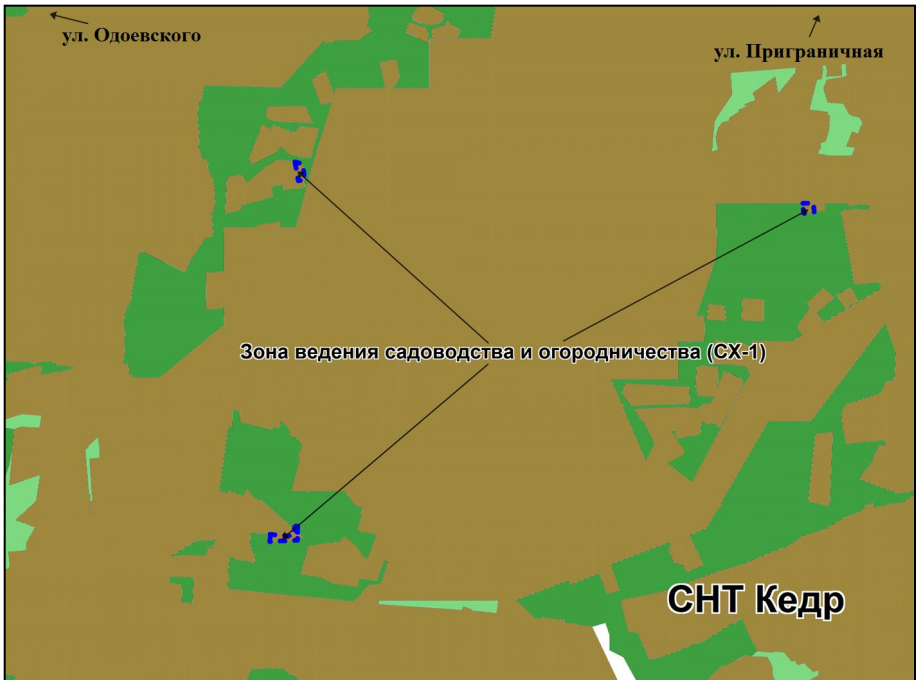 ул. Одоевского
ул. Приграничная
Зона ведения садоводства и огородничества (СХ-1)
СНТ Кедр